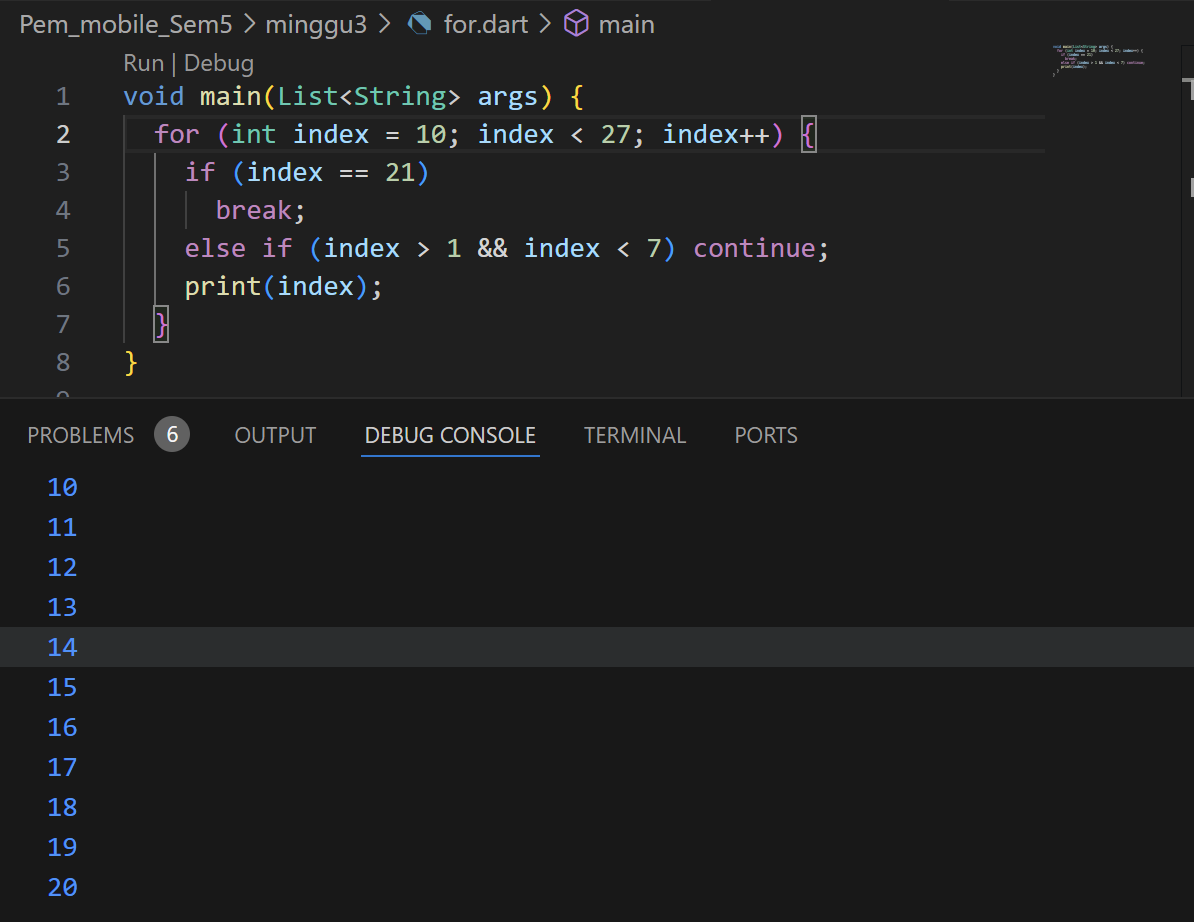 Pem_mobile_Sem5 > minggu3 > for.dart > main
Run | Debug
1 void main(List<String> args) {
2   for (int index = 10; index < 27; index++) {
3     if (index == 21)
4       break;
5     else if (index > 1 && index < 7) continue;
6     print(index);
7   }
8 }
PROBLEMS 6 OUTPUT DEBUG CONSOLE TERMINAL PORTS
10
11
12
13
14
15
16
17
18
19
20